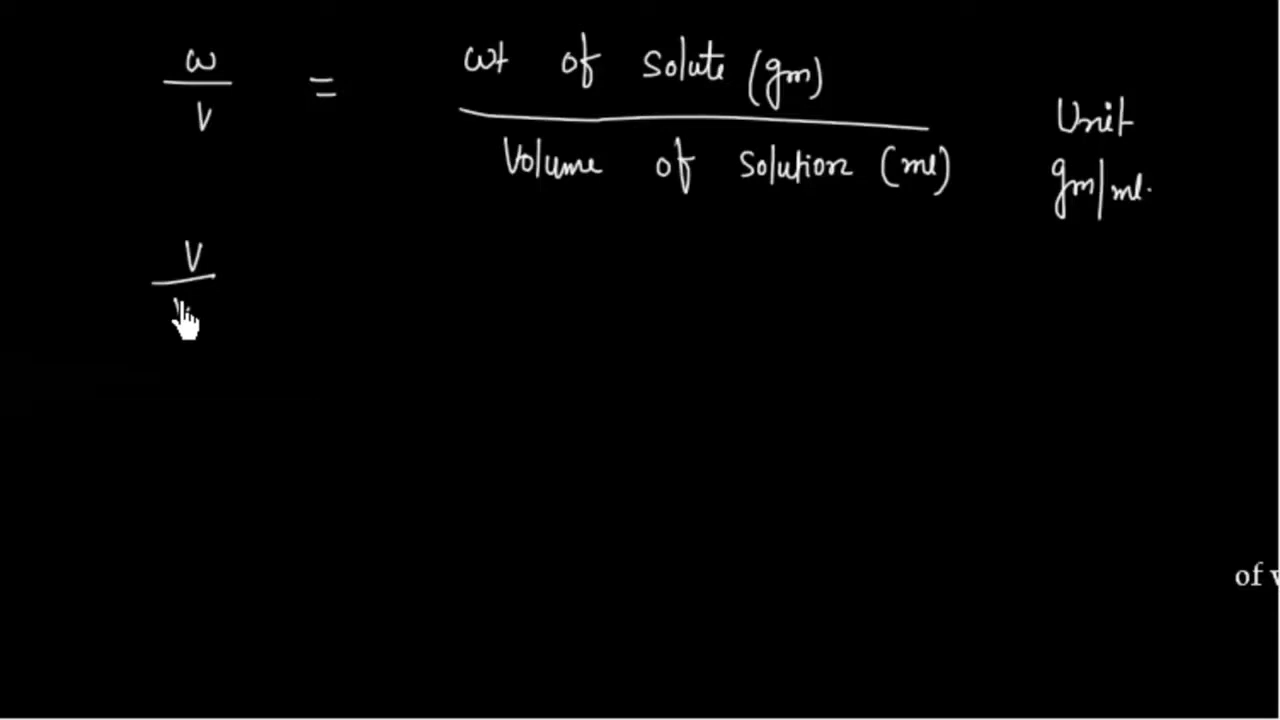 w/V = wt of solute (gm) / Volume of solution (ml)
Unit
gm/ml.
V
of